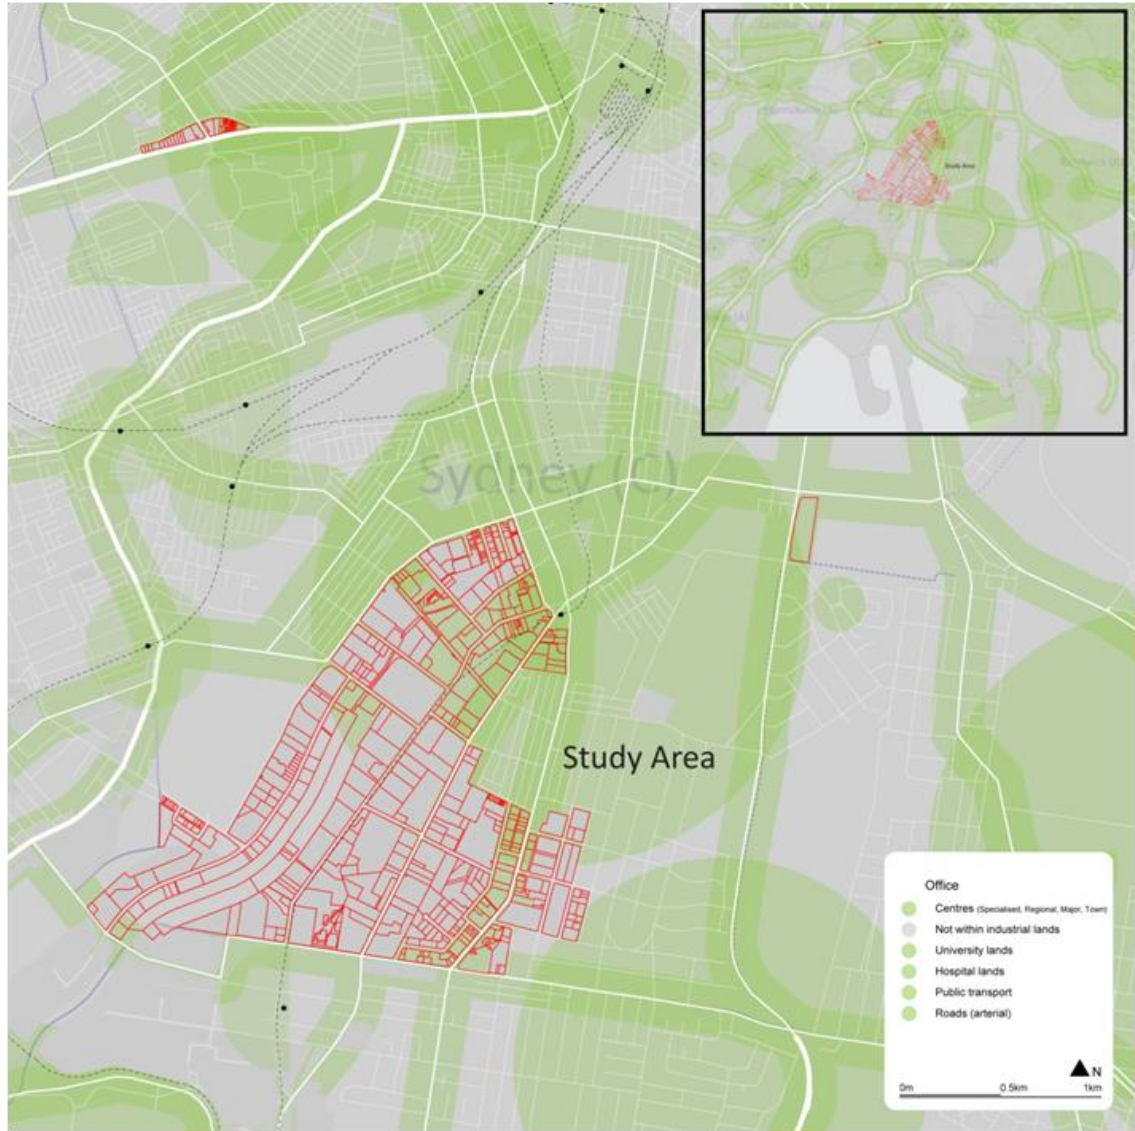 Study Area
Sydney (C)
Study Area
Office
Centres (Specialised, Regional, Major, Town)
Not within industrial lands
University lands
Hospital lands
Public transport
Roads (arterial)
N
0m 0.5km 1km